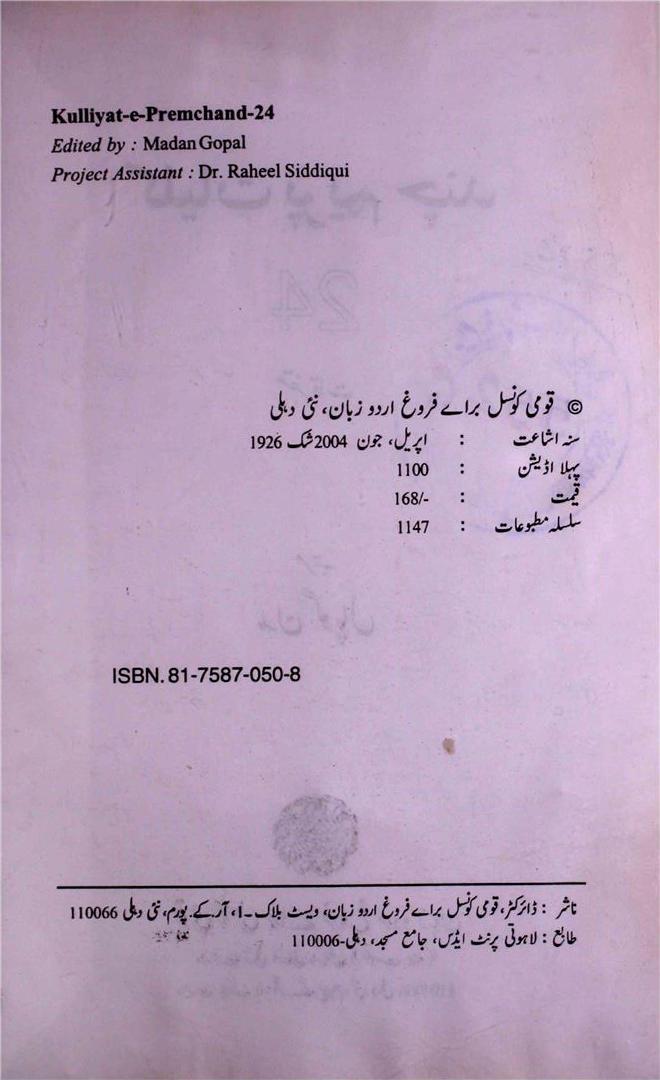 Kulliyat-e-Premchand-24
Edited by : Madan Gopal
Project Assistant : Dr. Raheel Siddiqui
© قومی کونسل براے فروغ اردو زبان، نئی دہلی
سنہ اشاعت : اپریل، جون 2004 شک 1926
پہلا اڈیشن : 1100
قیمت : 168/-
سلسلہ مطبوعات : 1147
ISBN. 81-7587-050-8
ناشر : ڈائرکٹر، قومی کونسل براے فروغ اردو زبان، ویسٹ بلاک۔1، آر۔کے۔پورم، نئی دہلی 110066
طابع : لاہوتی پرنٹ ایڈس، جامع مسجد، دہلی-110006